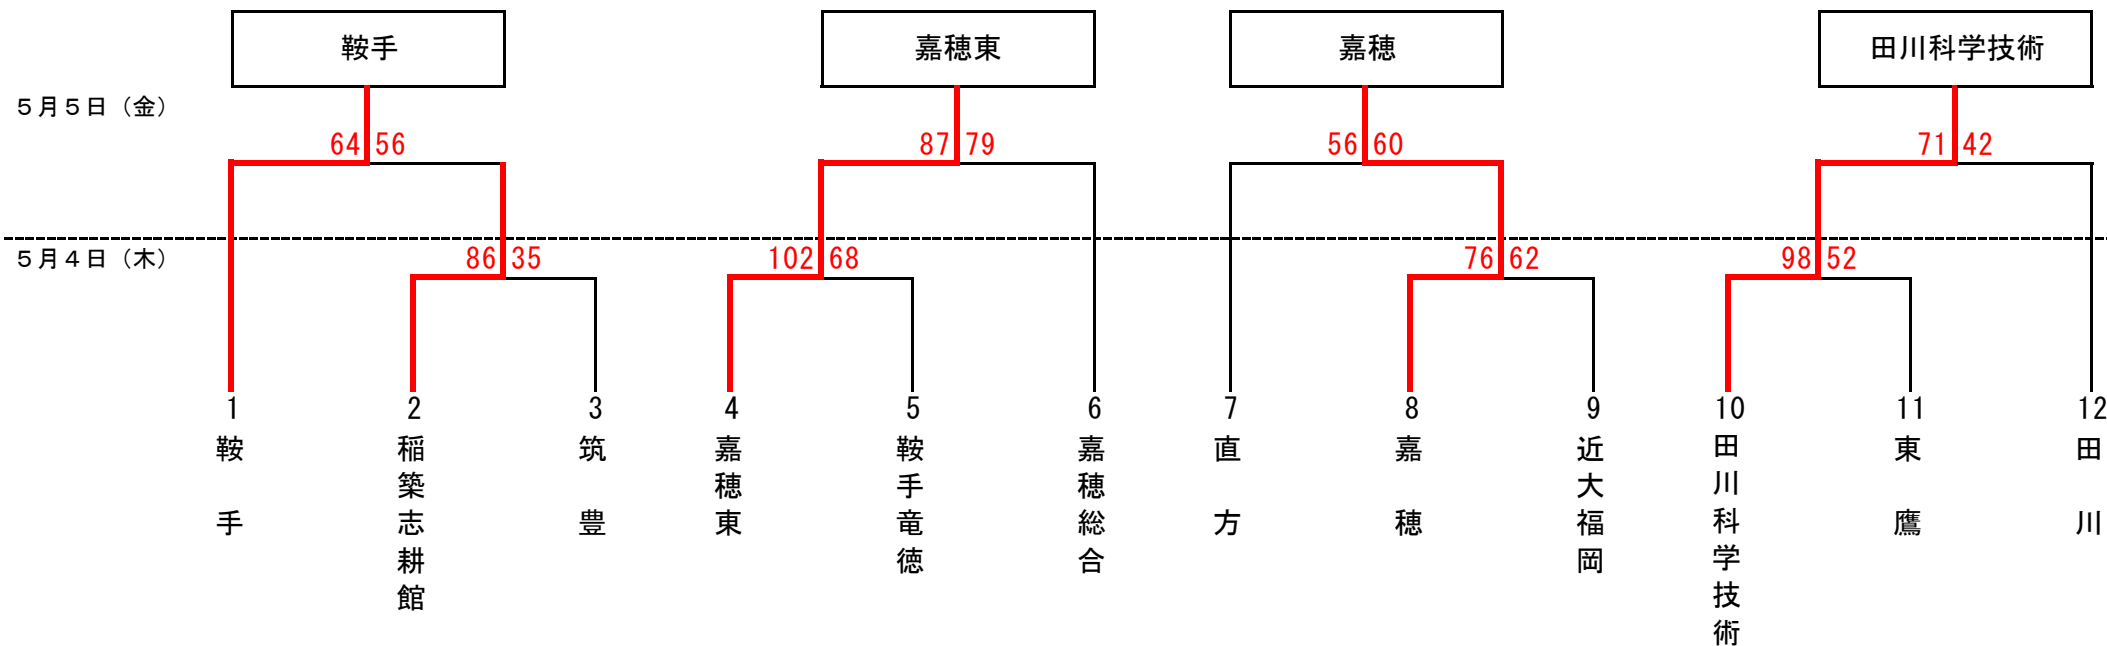 鞍手
嘉穂東
嘉穂
田川科学技術
５月５日（金）
64 56
87 79
56 60
71 42
５月４日（木）
86 35
102 68
76 62
98 52
1
2
3
4
5
6
7
8
9
10
11
12
鞍手
稲築志耕館
筑豊
嘉穂東
鞍手竜徳
嘉穂総合
直方
嘉穂
近大福岡
田川科学技術
東鷹
田川